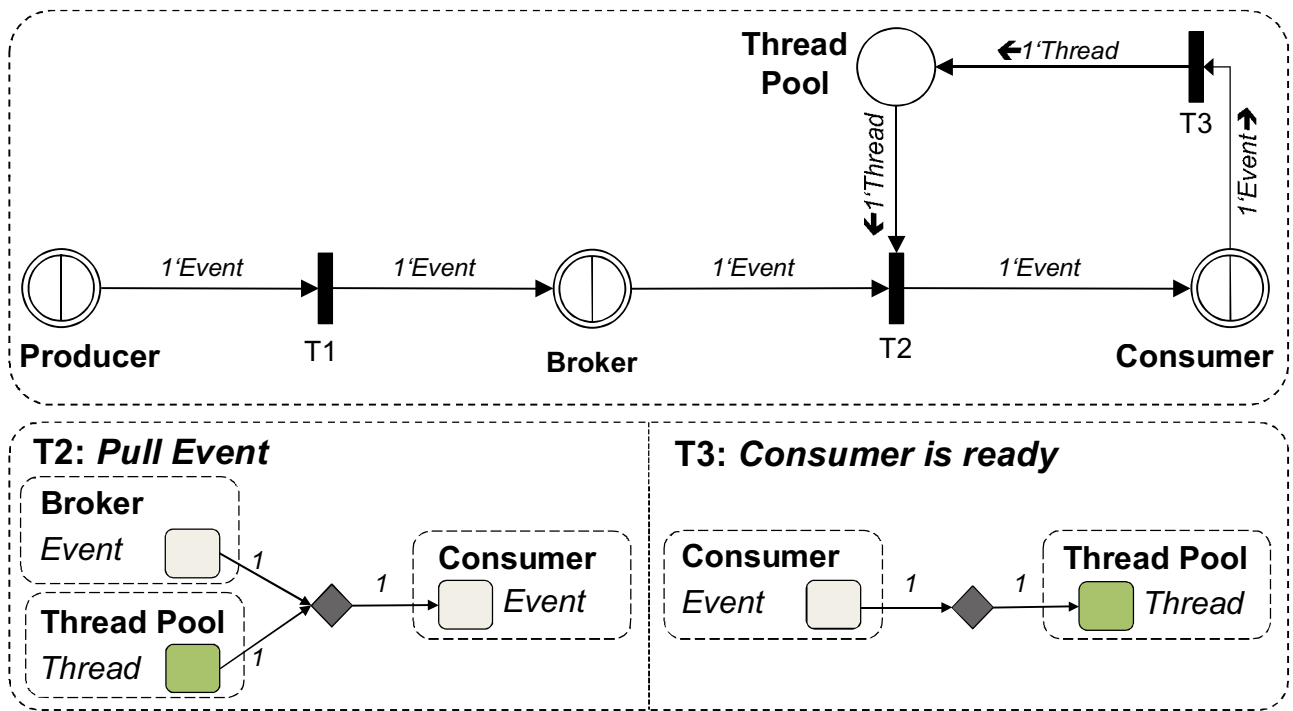 Thread
Pool
🡨1‘Thread
T3
🡨1‘Thread
1‘Event🡪
1‘Event
1‘Event
1‘Event
1‘Event
Producer
T1
Broker
T2
Consumer
T2: Pull Event
Broker
Event
1
Thread Pool
Thread
1
1
Consumer
Event
T3: Consumer is ready
Consumer
Event
1
1
Thread Pool
Thread